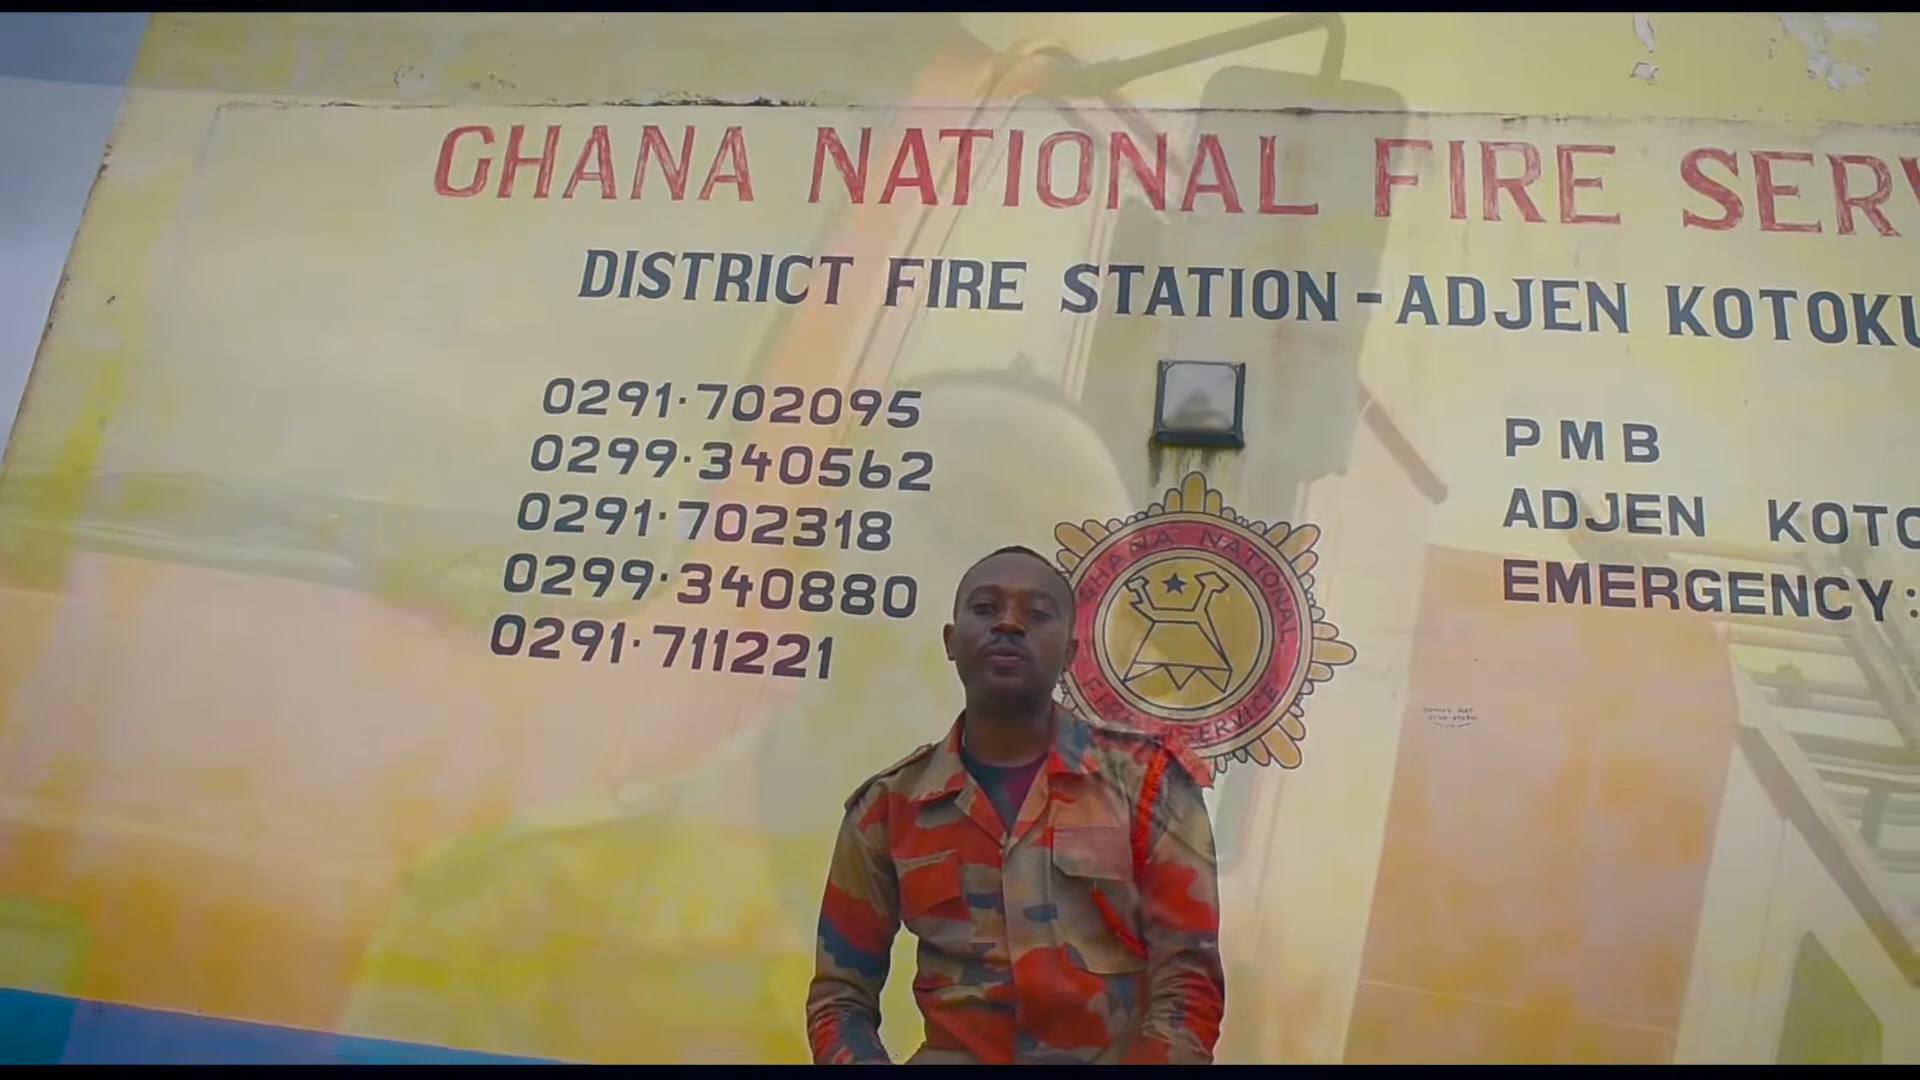 GHANA NATIONAL FIRE SERV
DISTRICT FIRE STATION - ADJEN KOTOKU
0291·702095
0299·340562
0291·702318
0299·340880
0291·711221
PMB
ADJEN KOTO
EMERGENCY:
GHANA NATIONAL
FIRE SERVICE